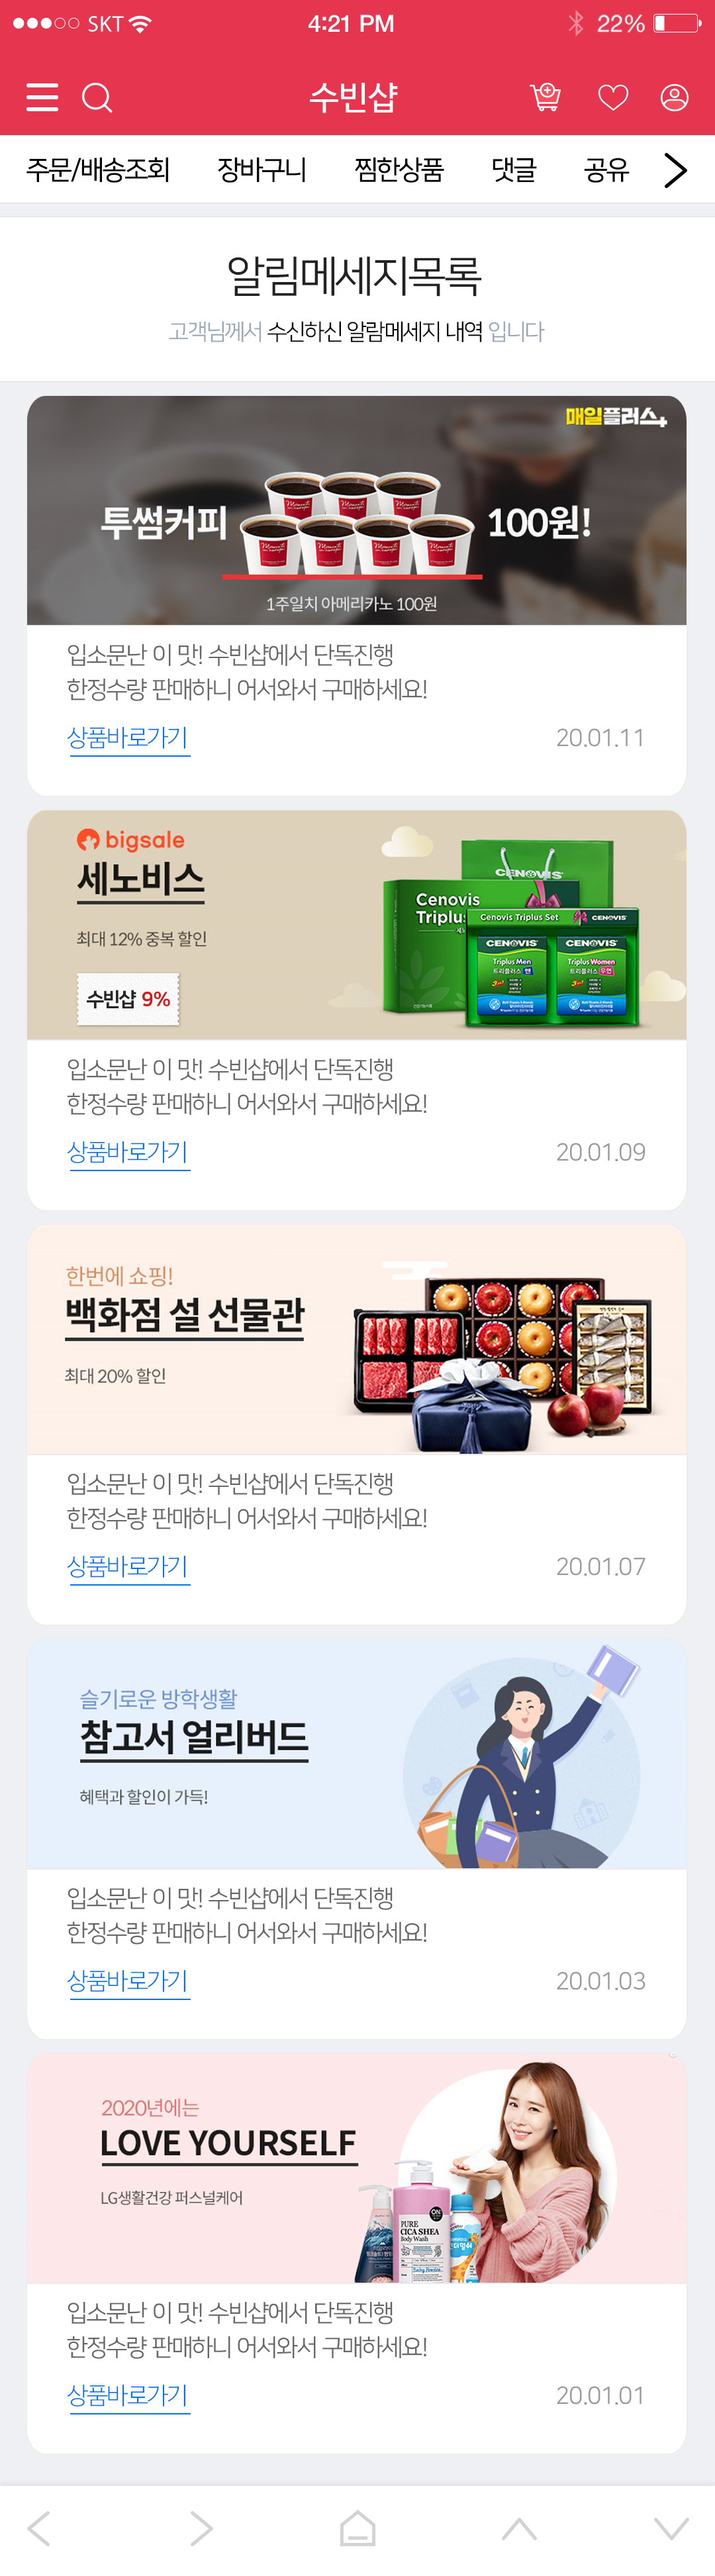 SKT 4:21 PM 22%
수빈샵
주문/배송조회 장바구니 찜한상품 댓글 공유
알림메세지목록
고객님께서 수신하신 알람메세지 내역 입니다
매일플러스+
투썸커피 100원!
1주일치 아메리카노 100원
입소문난 이 맛! 수빈샵에서 단독진행
한정수량 판매하니 어서와서 구매하세요!
상품바로가기 20.01.11
bigsale
세노비스
최대 12% 중복 할인
수빈샵 9%
CENOVIS
Cenovis
Triplu
Cenovis Triplus Set CENOVIS
CENOVIS CENOVIS
Triplus Men Triplus Women
트리플러스 맨 트리플러스 우먼
입소문난 이 맛! 수빈샵에서 단독진행
한정수량 판매하니 어서와서 구매하세요!
상품바로가기 20.01.09
한번에 쇼핑!
백화점 설 선물관
최대 20% 할인
입소문난 이 맛! 수빈샵에서 단독진행
한정수량 판매하니 어서와서 구매하세요!
상품바로가기 20.01.07
슬기로운 방학생활
참고서 얼리버드
혜택과 할인이 가득!
입소문난 이 맛! 수빈샵에서 단독진행
한정수량 판매하니 어서와서 구매하세요!
상품바로가기 20.01.03
2020년에는
LOVE YOURSELF
LG생활건강 퍼스널케어
PURE
CICA SHEA
Body Wash
입소문난 이 맛! 수빈샵에서 단독진행
한정수량 판매하니 어서와서 구매하세요!
상품바로가기 20.01.01